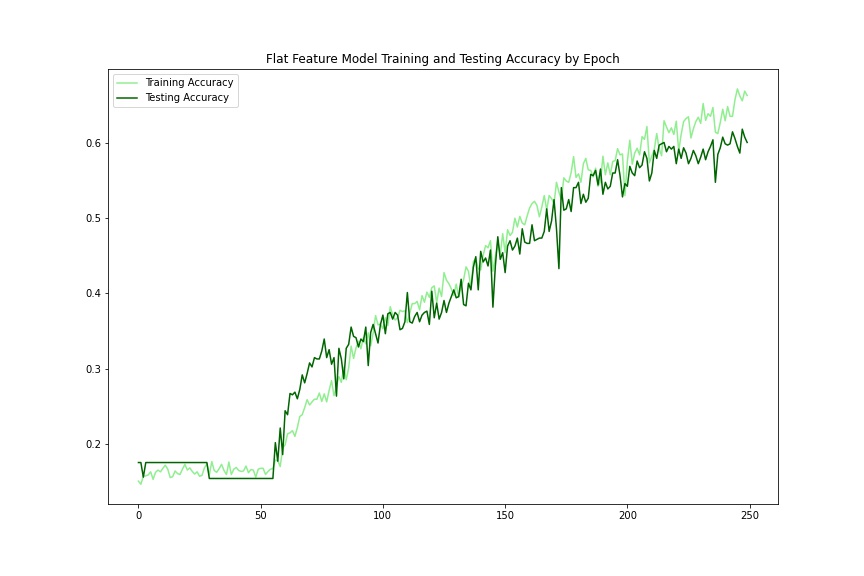 Flat Feature Model Training and Testing Accuracy by Epoch
Training Accuracy
Testing Accuracy
0.6
0.5
0.4
0.3
0.2
0 50 100 150 200 250